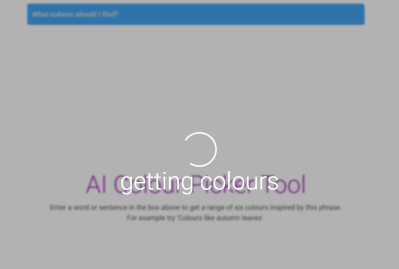 What colours should I find?
getting colours
AI Colour Picker Tool
Enter a word or sentence in the box above to get a range of six colours inspired by this phrase.
For example try 'Colours like autumn leaves'.